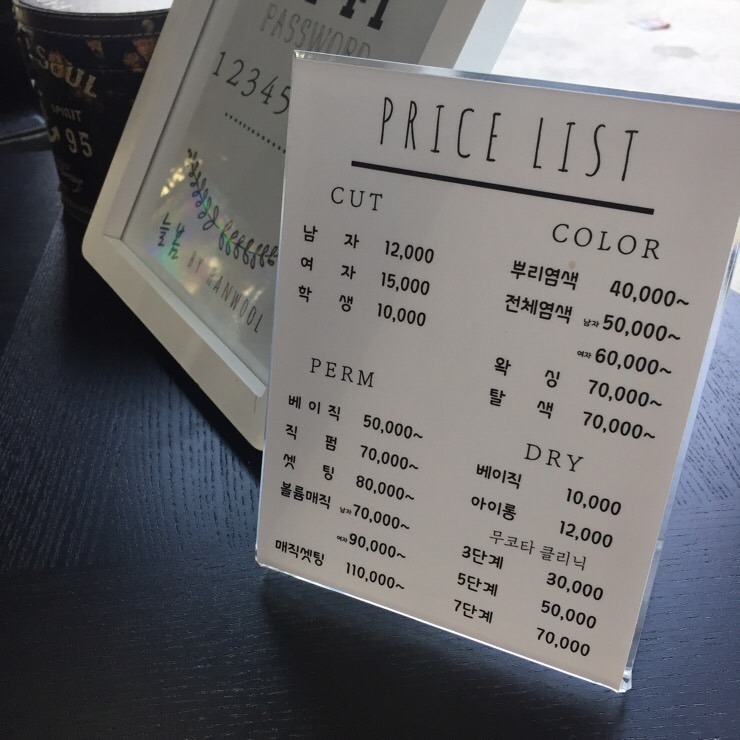 SOUL
SPIRIT
95
PASSWORD
12345
늘봄
BY HANWOOL
PRICE LIST
CUT
남 자 12,000
여 자 15,000
학 생 10,000
PERM
베이직 50,000~
직 펌 70,000~
셋 팅 80,000~
볼륨매직 남자 70,000~
여자 90,000~
매직셋팅 110,000~
COLOR
뿌리염색 40,000~
전체염색 남자 50,000~
여자 60,000~
왁 싱 70,000~
탈 색 70,000~
DRY
베이직 10,000
아이롱 12,000
무코타 클리닉
3단계 30,000
5단계 50,000
7단계 70,000